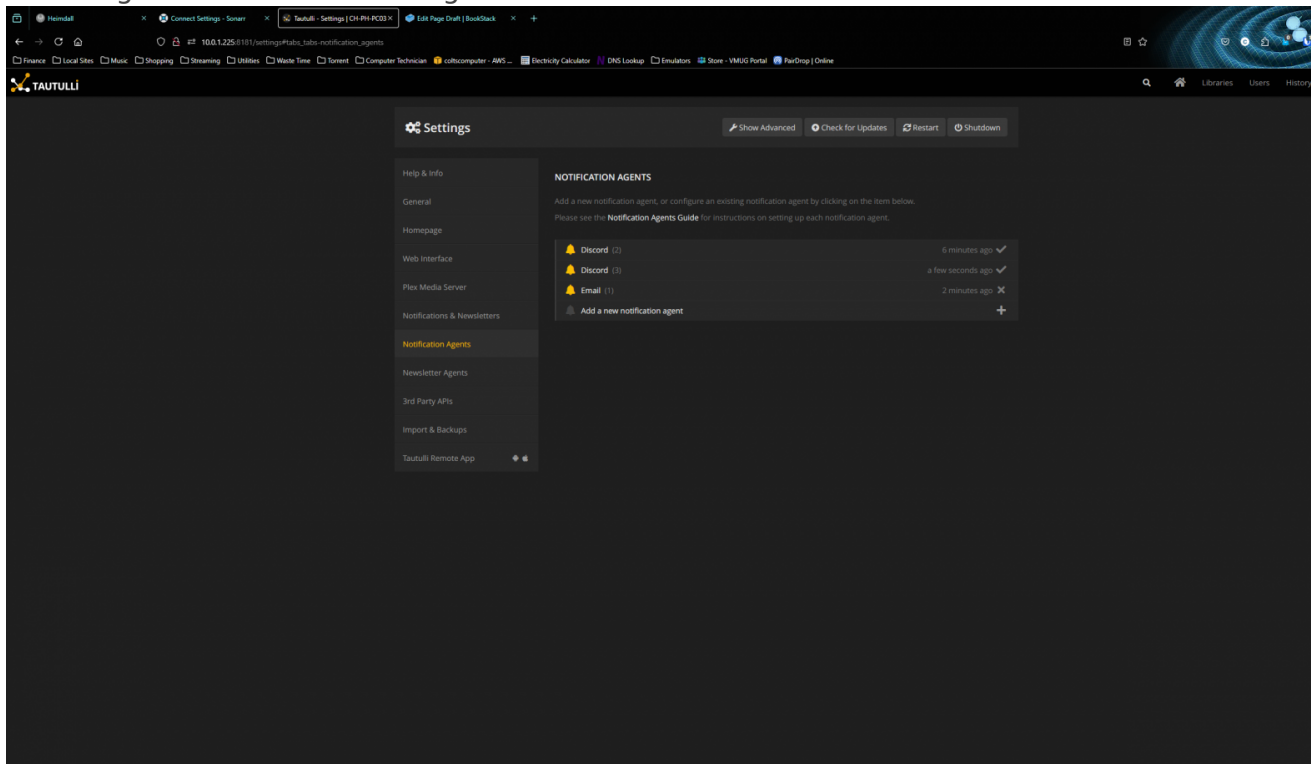 Heimdall
Connect Settings - Sonarr
Tautulli - Settings | CH-PH-PC03
Edit Page Draft | BookStack
10.0.1.225:8181/settings#tabs_tabs-notification_agents
Finance Local Sites Music Shopping Streaming Utilities Waste Time Torrent Computer Technician coltscomputer - AWS ... Electricity Calculator DNS Lookup Emulators Store - VMUG Portal PairDrop | Online
TAUTULLI
Libraries Users History
Settings
Show Advanced Check for Updates Restart Shutdown
Help & Info
General
Homepage
Web Interface
Plex Media Server
Notifications & Newsletters
Notification Agents
Newsletter Agents
3rd Party APIs
Import & Backups
Tautulli Remote App
NOTIFICATION AGENTS
Add a new notification agent, or configure an existing notification agent by clicking on the item below.
Please see the Notification Agents Guide for instructions on setting up each notification agent.
Discord (2) 6 minutes ago
Discord (3) a few seconds ago
Email (1) 2 minutes ago
Add a new notification agent